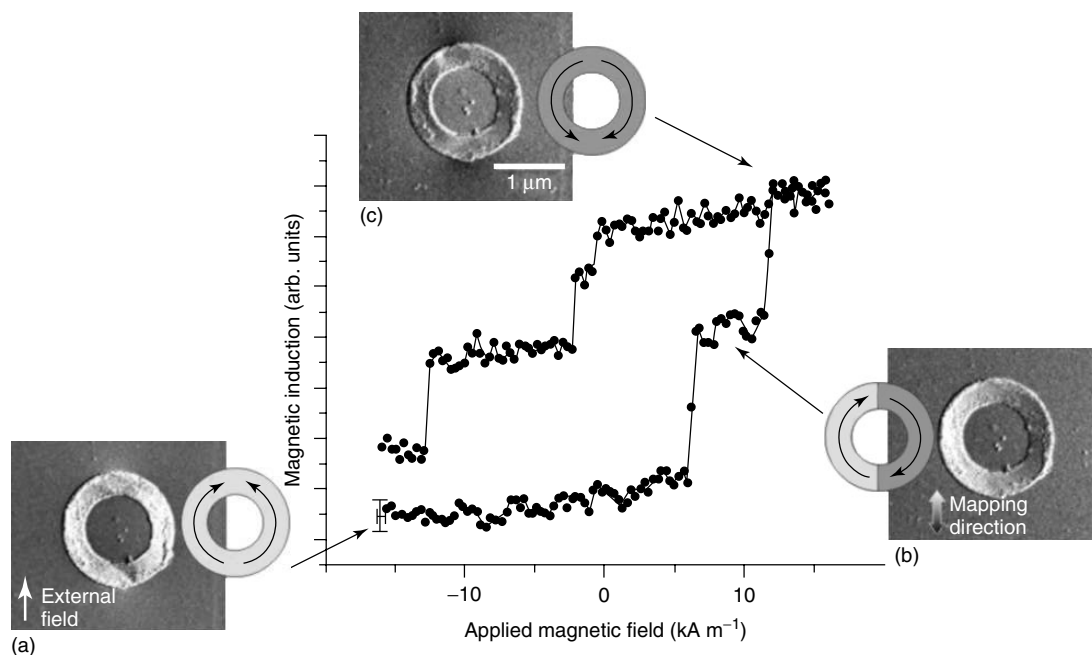 1 μm
(c)
Magnetic induction (arb. units)
Mapping
direction
(b)
External
field
(a)
−10
0
10
Applied magnetic field (kA m⁻¹)